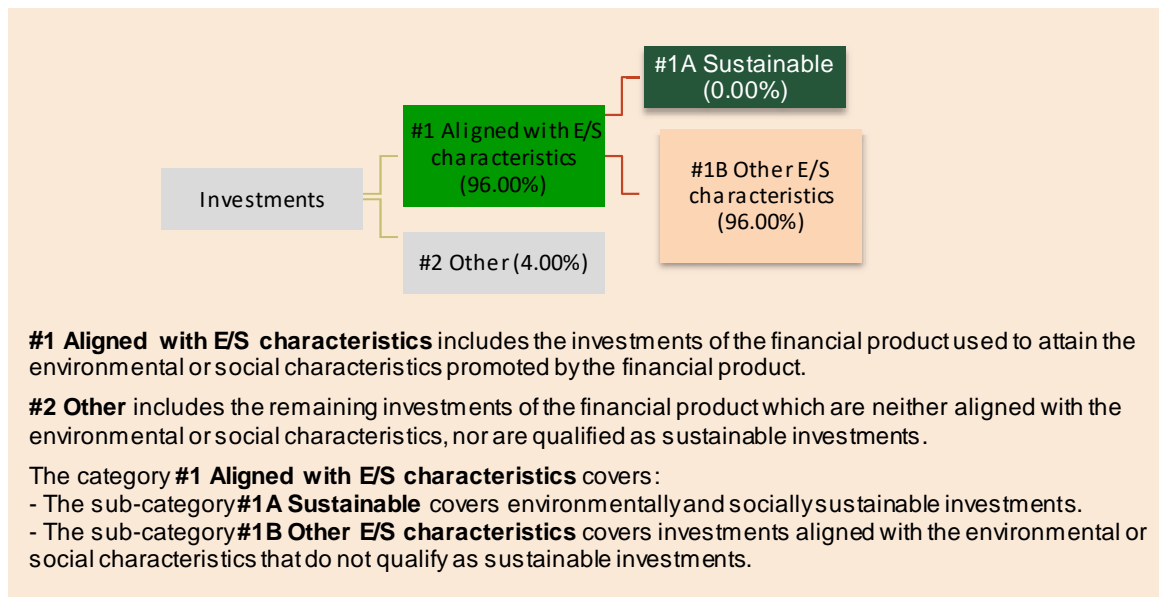 #1A Sustainable
(0.00%)
#1 Aligned with E/S
characteristics
(96.00%)
#1B Other E/S
characteristics
(96.00%)
Investments
#2 Other (4.00%)
#1 Aligned with E/S characteristics includes the investments of the financial product used to attain the
environmental or social characteristics promoted by the financial product.
#2 Other includes the remaining investments of the financial product which are neither aligned with the
environmental or social characteristics, nor are qualified as sustainable investments.
The category #1 Aligned with E/S characteristics covers:
- The sub-category #1A Sustainable covers environmentally and socially sustainable investments.
- The sub-category #1B Other E/S characteristics covers investments aligned with the environmental or
social characteristics that do not qualify as sustainable investments.